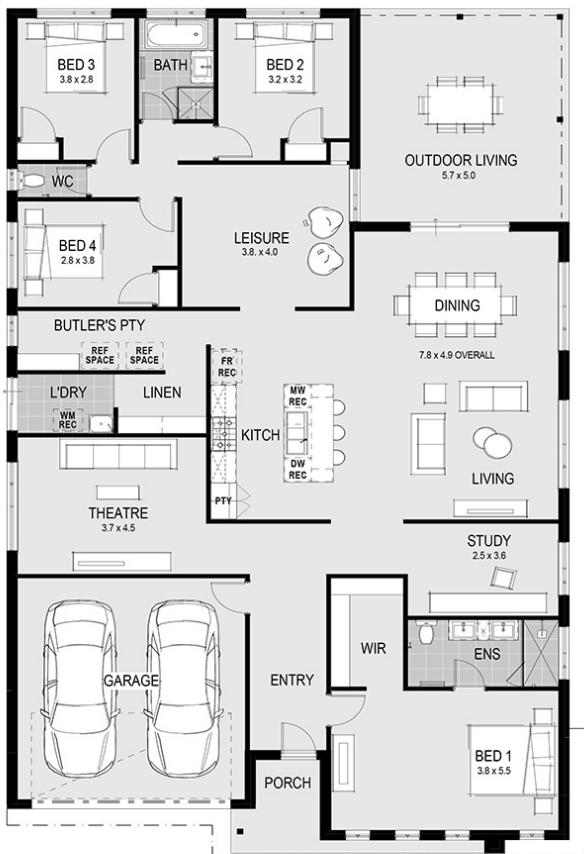 BED 3
3.8 x 2.8
BATH
BED 2
3.2 x 3.2
OUTDOOR LIVING
5.7 x 5.0
WC
BED 4
2.8 x 3.8
LEISURE
3.8. x 4.0
DINING
7.8 x 4.9 OVERALL
BUTLER'S PTY
REF
SPACE
REF
SPACE
FR
REC
L'DRY
WM
REC
LINEN
MW
REC
KITCH
DW
REC
PTY
LIVING
THEATRE
3.7 x 4.5
STUDY
2.5 x 3.6
GARAGE
ENTRY
WIR
ENS
BED 1
3.8 x 5.5
PORCH